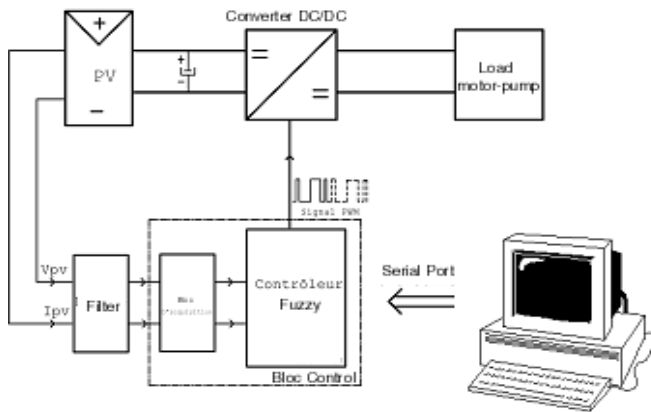 Converter DC/DC
+
PV
−
+
−
=
=
Load
motor-pump
Signal PWM
Vpv
Ipv
Filter
Contrôleur
Fuzzy
Bloc Control
Serial Port